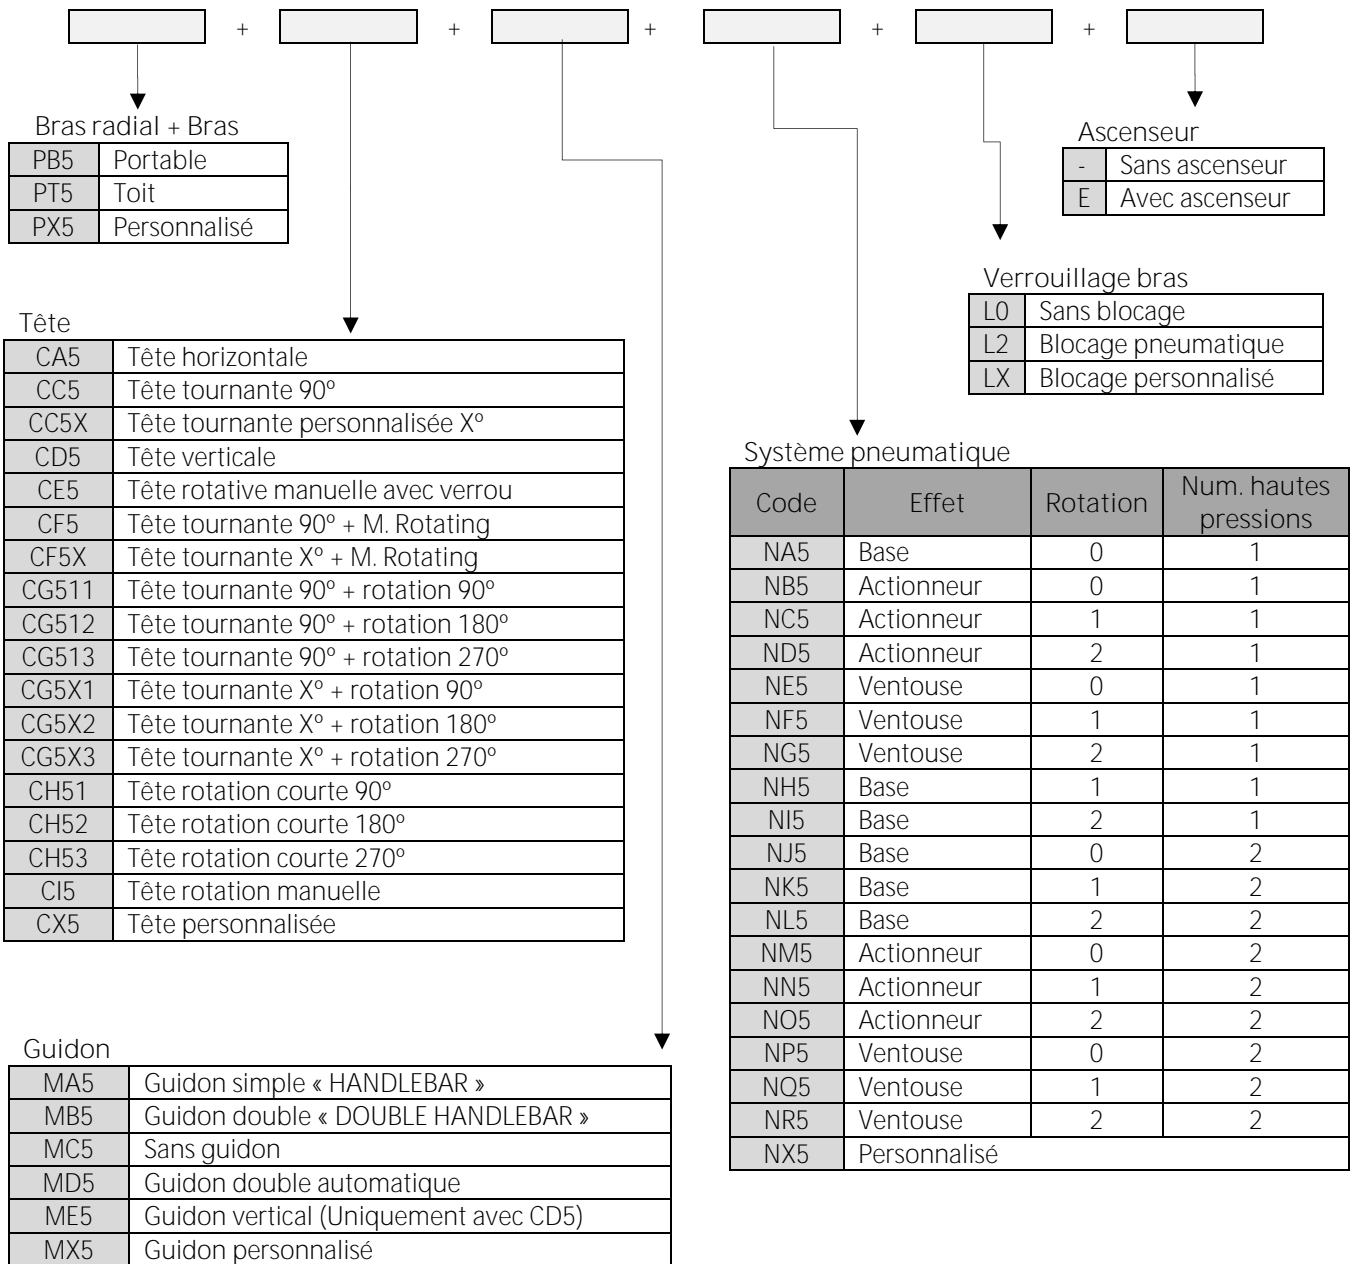 + + + + +
Bras radial + Bras
PB5 Portable
PT5 Toit
PX5 Personnalisé
Ascenseur
- Sans ascenseur
E Avec ascenseur
Verrouillage bras
L0 Sans blocage
L2 Blocage pneumatique
LX Blocage personnalisé
Tête
CA5 Tête horizontale
CC5 Tête tournante 90º
CC5X Tête tournante personnalisée Xº
CD5 Tête verticale
CE5 Tête rotative manuelle avec verrou
CF5 Tête tournante 90º + M. Rotating
CF5X Tête tournante Xº + M. Rotating
CG511 Tête tournante 90º + rotation 90º
CG512 Tête tournante 90º + rotation 180º
CG513 Tête tournante 90º + rotation 270º
CG5X1 Tête tournante Xº + rotation 90º
CG5X2 Tête tournante Xº + rotation 180º
CG5X3 Tête tournante Xº + rotation 270º
CH51 Tête rotation courte 90º
CH52 Tête rotation courte 180º
CH53 Tête rotation courte 270º
CI5 Tête rotation manuelle
CX5 Tête personnalisée
Système pneumatique
Code Effet Rotation Num. hautes
pressions
NA5 Base 0 1
NB5 Actionneur 0 1
NC5 Actionneur 1 1
ND5 Actionneur 2 1
NE5 Ventouse 0 1
NF5 Ventouse 1 1
NG5 Ventouse 2 1
NH5 Base 1 1
NI5 Base 2 1
NJ5 Base 0 2
NK5 Base 1 2
NL5 Base 2 2
NM5 Actionneur 0 2
NN5 Actionneur 1 2
NO5 Actionneur 2 2
NP5 Ventouse 0 2
NQ5 Ventouse 1 2
NR5 Ventouse 2 2
NX5 Personnalisé
Guidon
MA5 Guidon simple « HANDLEBAR »
MB5 Guidon double « DOUBLE HANDLEBAR »
MC5 Sans guidon
MD5 Guidon double automatique
ME5 Guidon vertical (Uniquement avec CD5)
MX5 Guidon personnalisé